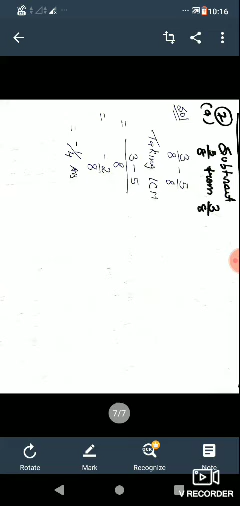 10:16
② Subtraut
(a) 5/8 from 3/8
Sol
3/8 - 5/8
Taking LCM
= 3 - 5 / 8
= -2/8
= -1/4 Ans
7/7
Rotate
Mark
Recognize
Note
V RECORDER